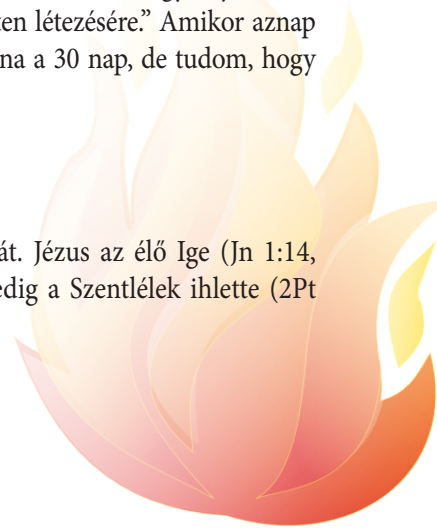 ten létezésére.” Amikor aznap
na a 30 nap, de tudom, hogy
át. Jézus az élő Ige (Jn 1:14,
edig a Szentlélek ihlette (2Pt